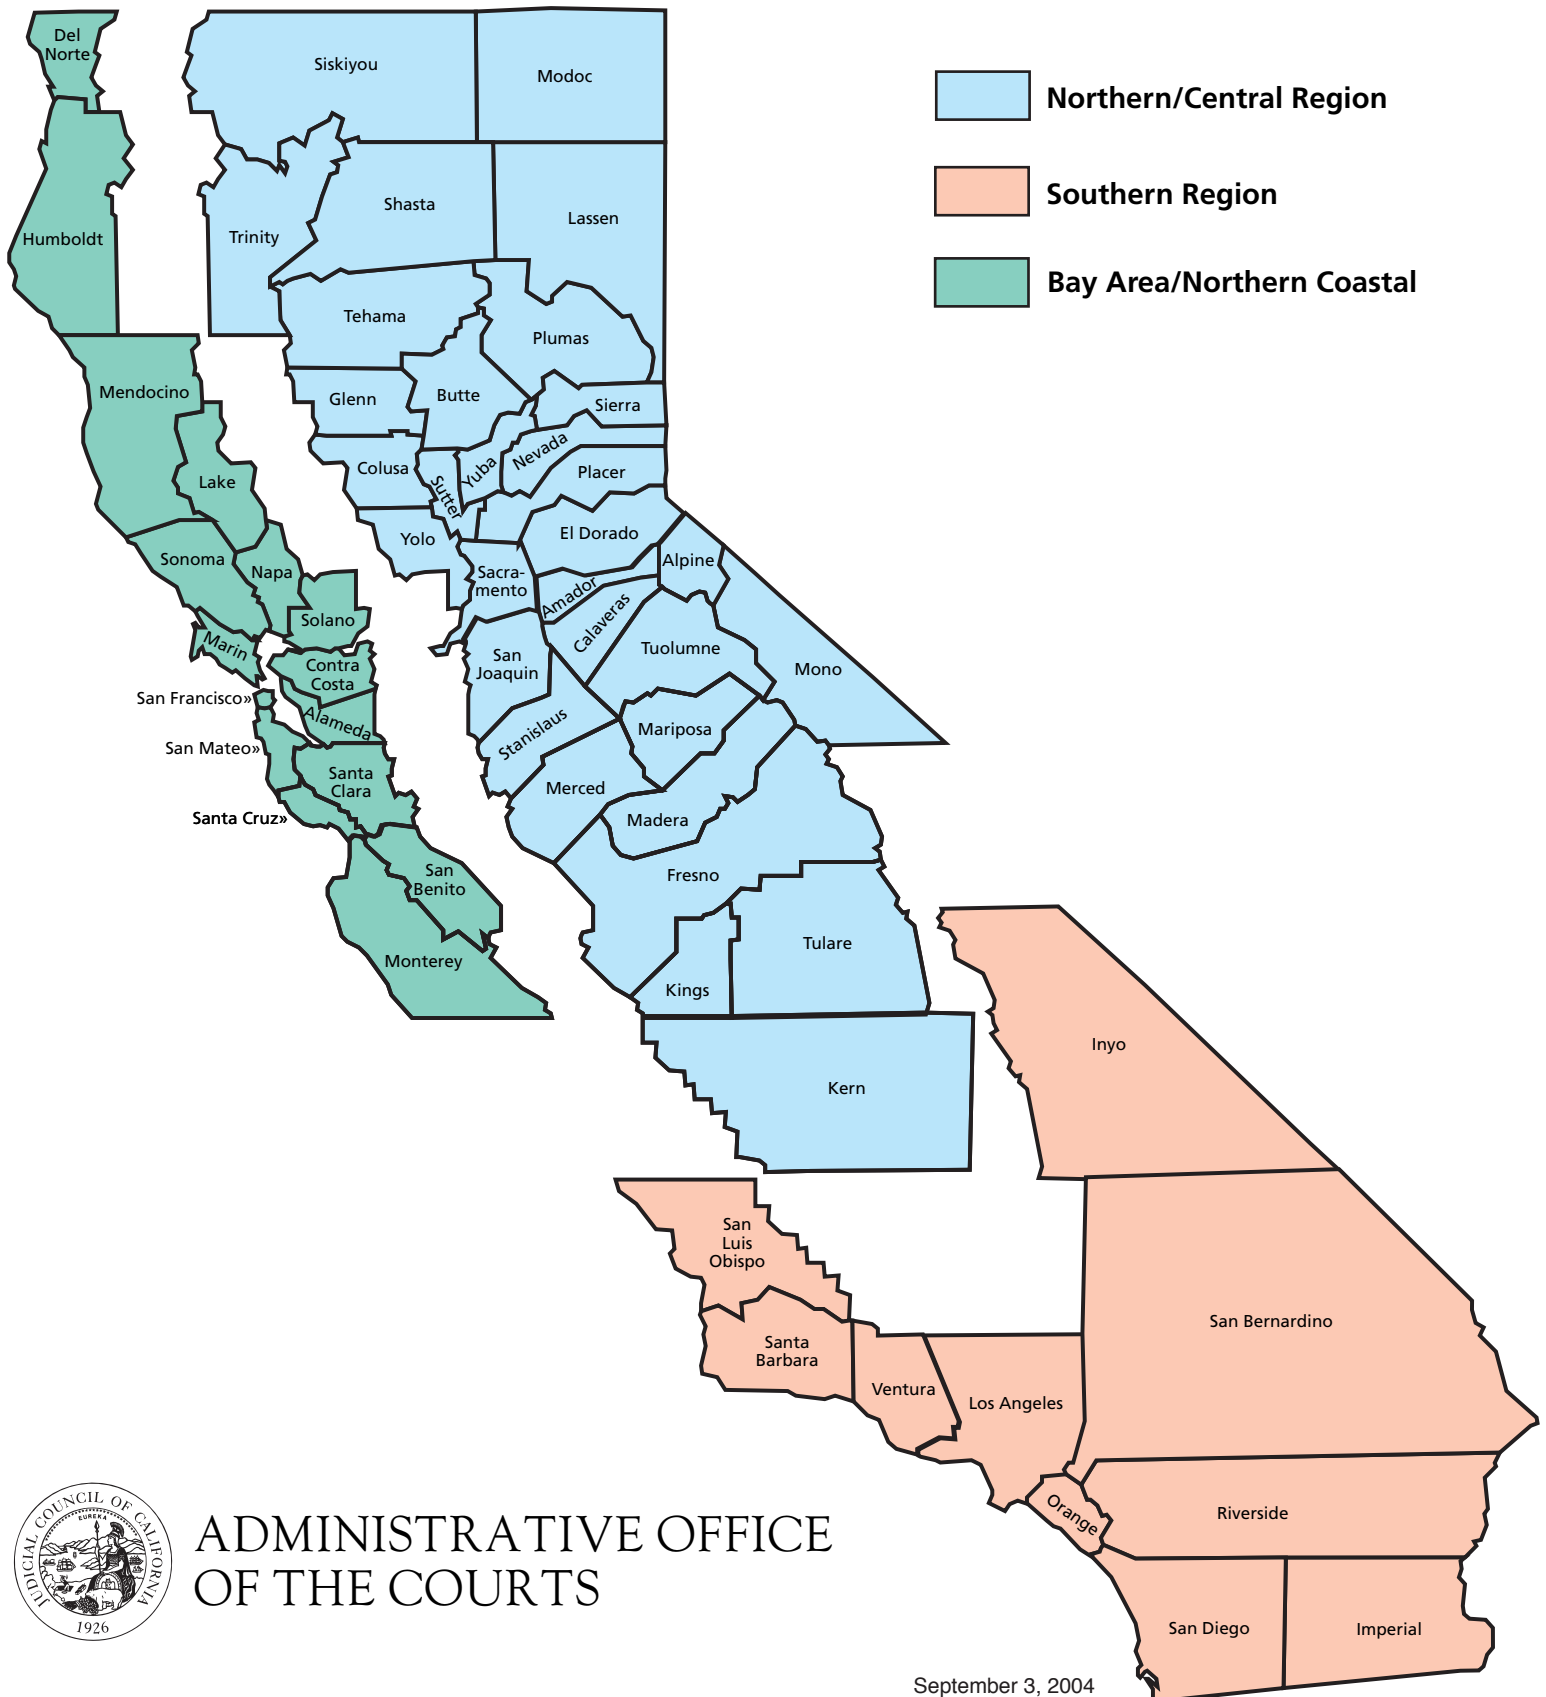 Del
Norte
Siskiyou
Modoc
Northern/Central Region
Southern Region
Bay Area/Northern Coastal
Humboldt
Trinity
Shasta
Lassen
Tehama
Plumas
Mendocino
Glenn
Butte
Sierra
Lake
Colusa
Sutter
Yuba
Nevada
Placer
Sonoma
Napa
Yolo
El Dorado
Alpine
Sacra-
mento
Amador
Calaveras
Solano
Marin
Contra
Costa
San
Joaquin
Tuolumne
Mono
San Francisco»
Alameda
Stanislaus
Mariposa
San Mateo»
Santa
Clara
Merced
Santa Cruz»
Madera
San
Benito
Fresno
Monterey
Kings
Tulare
Kern
Inyo
San
Luis
Obispo
San Bernardino
Santa
Barbara
Ventura
Los Angeles
Orange
Riverside
San Diego
Imperial
JUDICIAL COUNCIL OF CALIFORNIA
EUREKA
1926
ADMINISTRATIVE OFFICE
OF THE COURTS
September 3, 2004